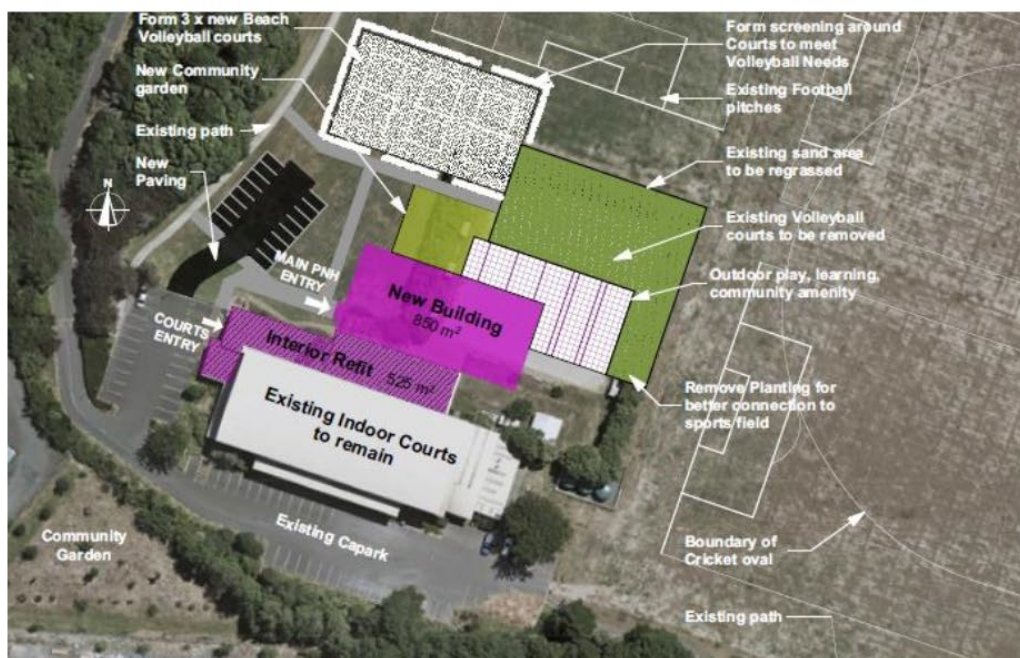 Form 3 x new Beach
Volleyball courts
New Community
garden
Existing path
New
Paving
N
MAIN PNH
ENTRY
COURTS
ENTRY
Form screening around
Courts to meet
Volleyball Needs
Existing Football
pitches
Existing sand area
to be regrassed
Existing Volleyball
courts to be removed
Outdoor play, learning,
community amenity
New Building
850 m²
Interior Refit 525 m²
Existing Indoor Courts
to remain
Remove Planting for
better connection to
sports field
Existing Capark
Community
Garden
Boundary of
Cricket oval
Existing path